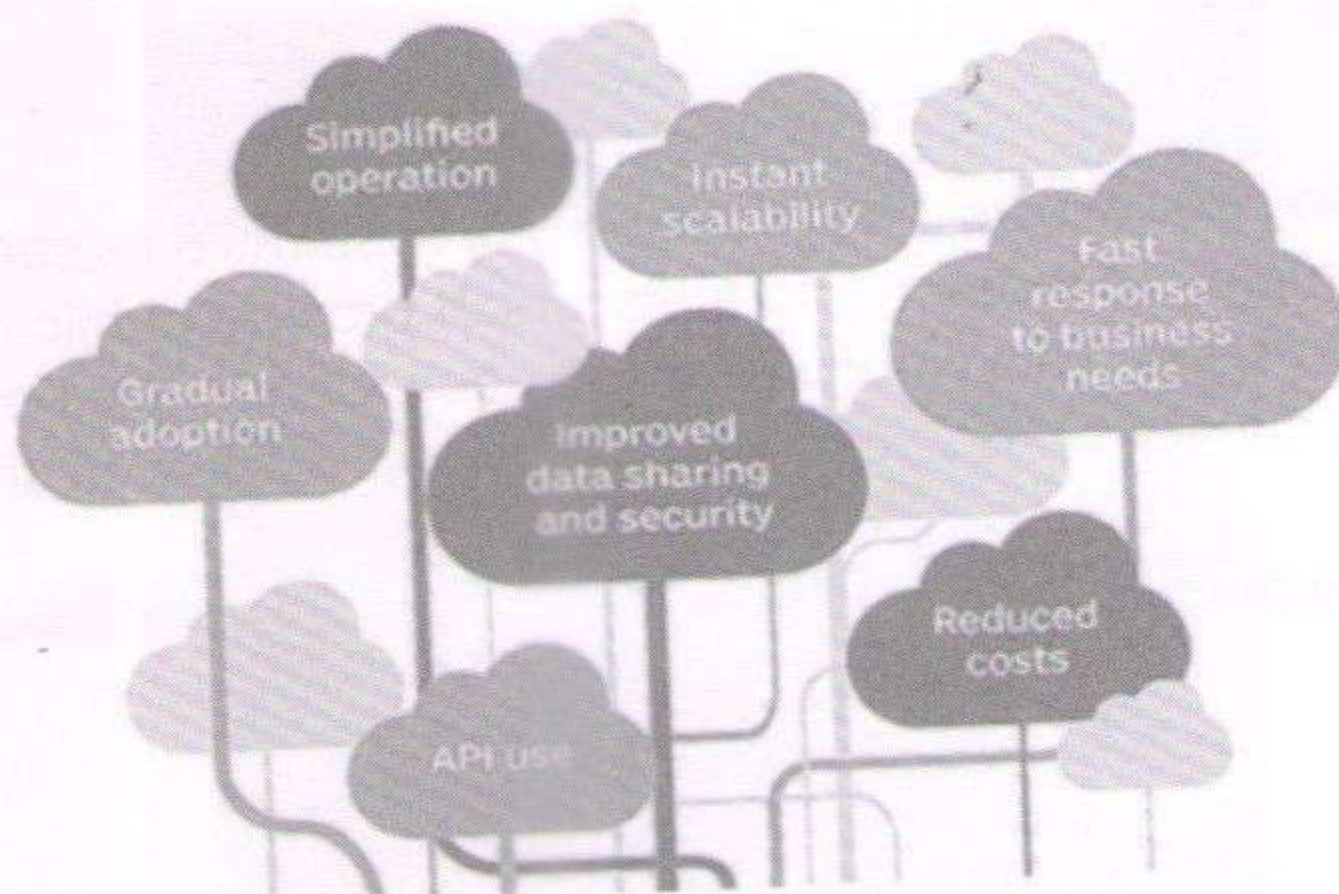 Simplified
operation
Instant
scalability
Fast
response
to business
needs
Gradual
adoption
Improved
data sharing
and security
Reduced
costs
API use